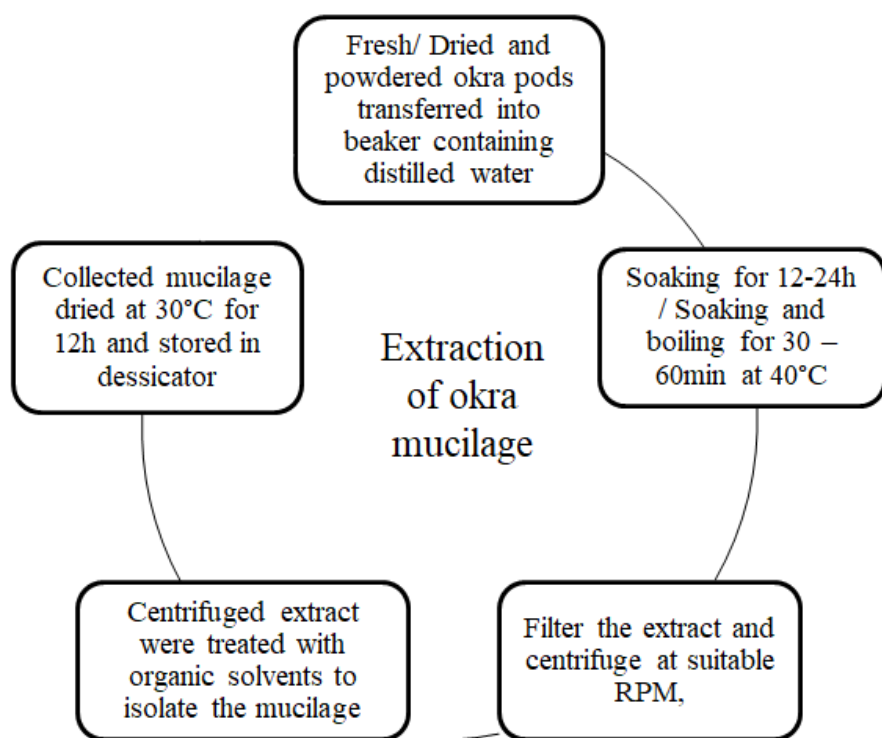 Fresh/ Dried and
powdered okra pods
transferred into
beaker containing
distilled water
Soaking for 12-24h
/ Soaking and
boiling for 30 –
60min at 40°C
Filter the extract and
centrifuge at suitable
RPM,
Centrifuged extract
were treated with
organic solvents to
isolate the mucilage
Collected mucilage
dried at 30°C for
12h and stored in
dessicator
Extraction
of okra
mucilage